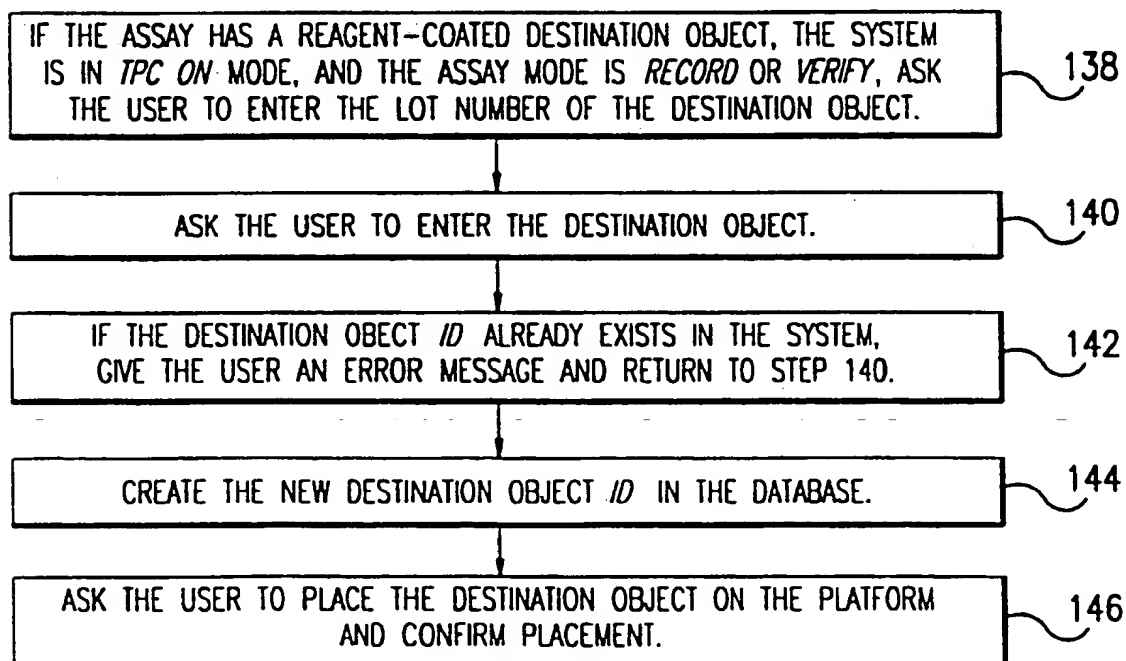 IF THE ASSAY HAS A REAGENT-COATED DESTINATION OBJECT, THE SYSTEM
IS IN TPC ON MODE, AND THE ASSAY MODE IS RECORD OR VERIFY, ASK
THE USER TO ENTER THE LOT NUMBER OF THE DESTINATION OBJECT.
138
ASK THE USER TO ENTER THE DESTINATION OBJECT.
140
IF THE DESTINATION OBECT ID ALREADY EXISTS IN THE SYSTEM,
GIVE THE USER AN ERROR MESSAGE AND RETURN TO STEP 140.
142
CREATE THE NEW DESTINATION OBJECT ID IN THE DATABASE.
144
ASK THE USER TO PLACE THE DESTINATION OBJECT ON THE PLATFORM
AND CONFIRM PLACEMENT.
146